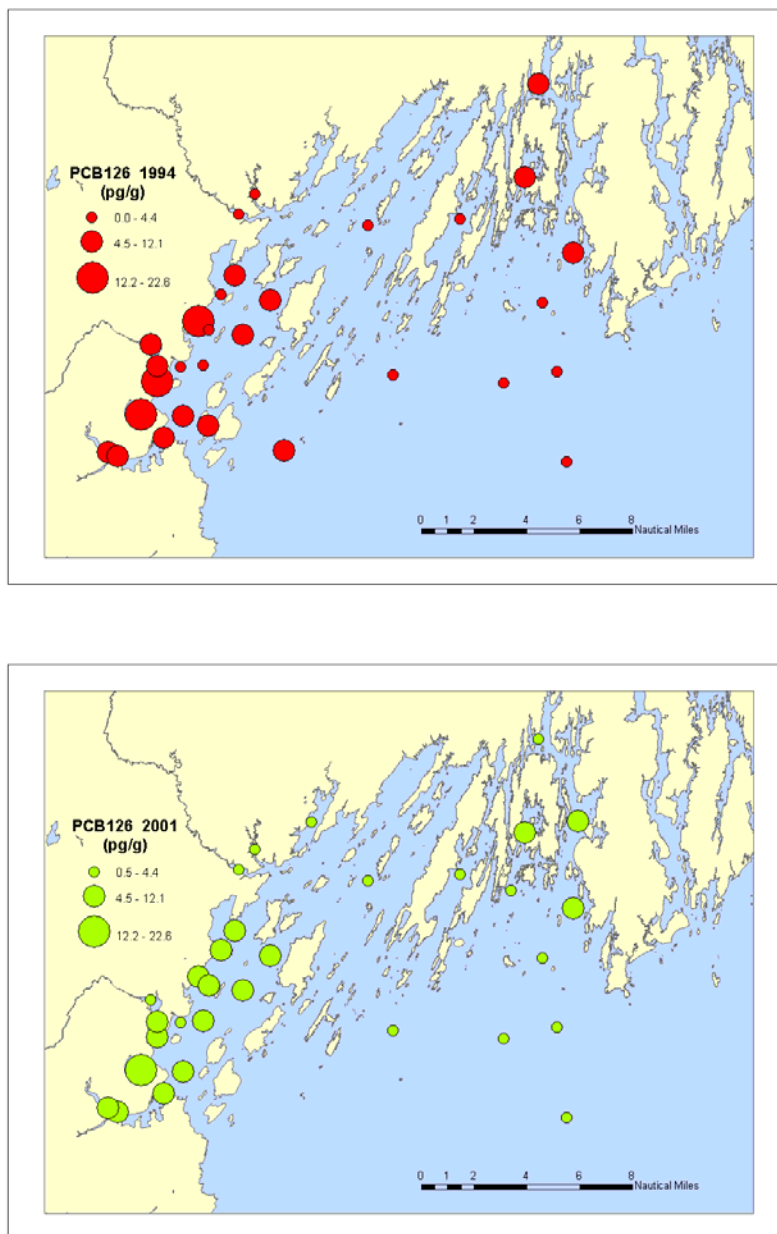 PCB126 1994
(pg/g)
0.0 - 4.4
4.5 - 12.1
12.2 - 22.6
0 1 2 4 6 8
Nautical Miles
PCB126 2001
(pg/g)
0.5 - 4.4
4.5 - 12.1
12.2 - 22.6
0 1 2 4 6 8
Nautical Miles